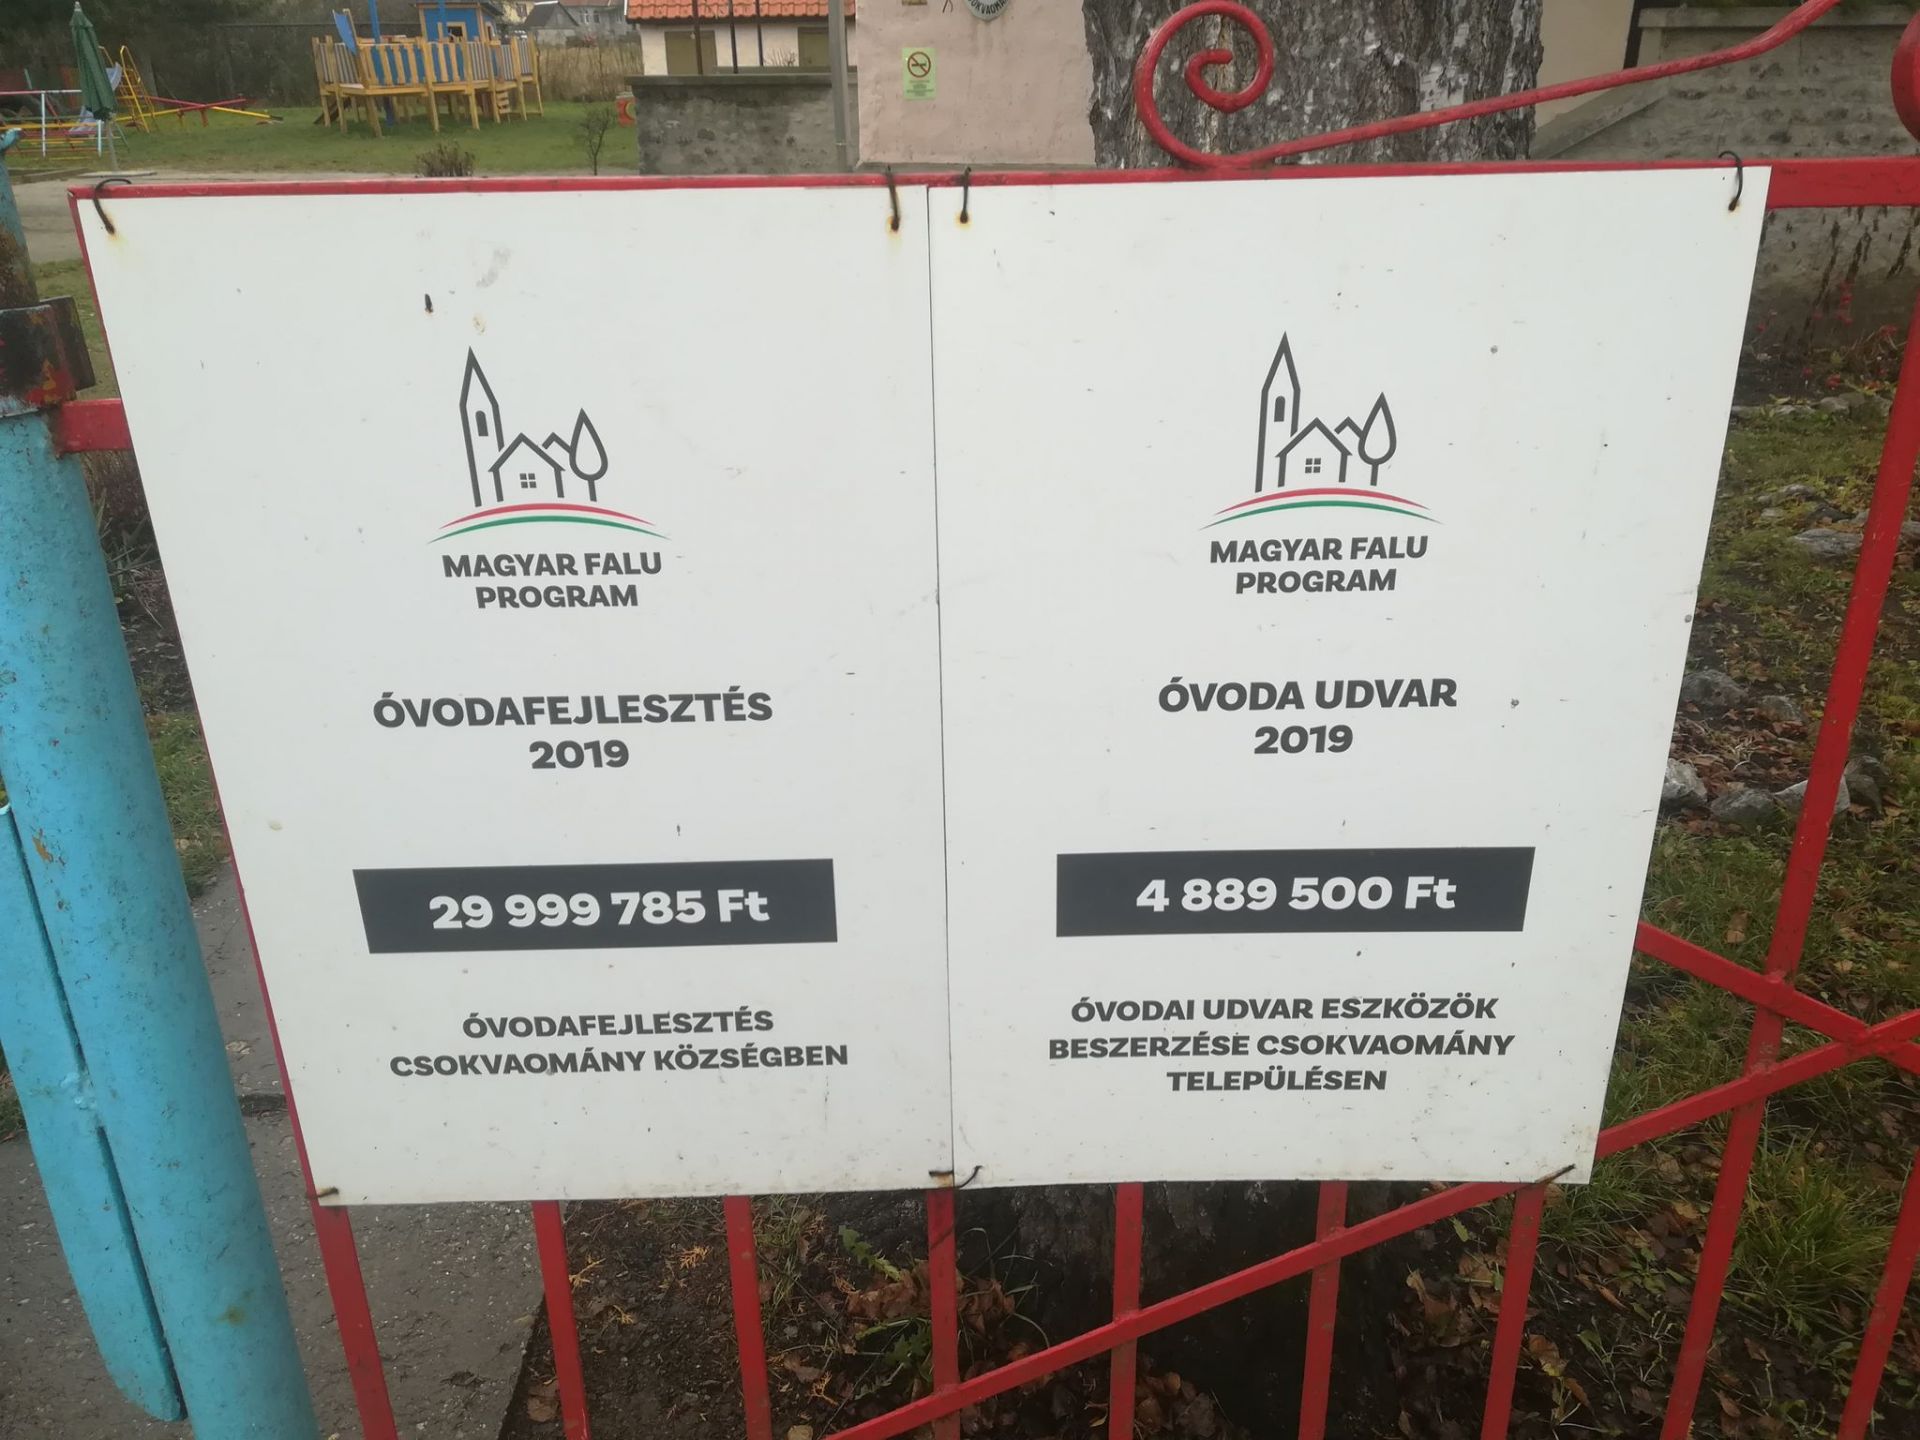 MAGYAR FALU
PROGRAM
ÓVODAFEJLESZTÉS
2019
29 999 785 Ft
ÓVODAFEJLESZTÉS
CSOKVAOMÁNY KÖZSÉGBEN
MAGYAR FALU
PROGRAM
ÓVODA UDVAR
2019
4 889 500 Ft
ÓVODAI UDVAR ESZKÖZÖK
BESZERZÉSE CSOKVAOMÁNY
TELEPÜLÉSEN